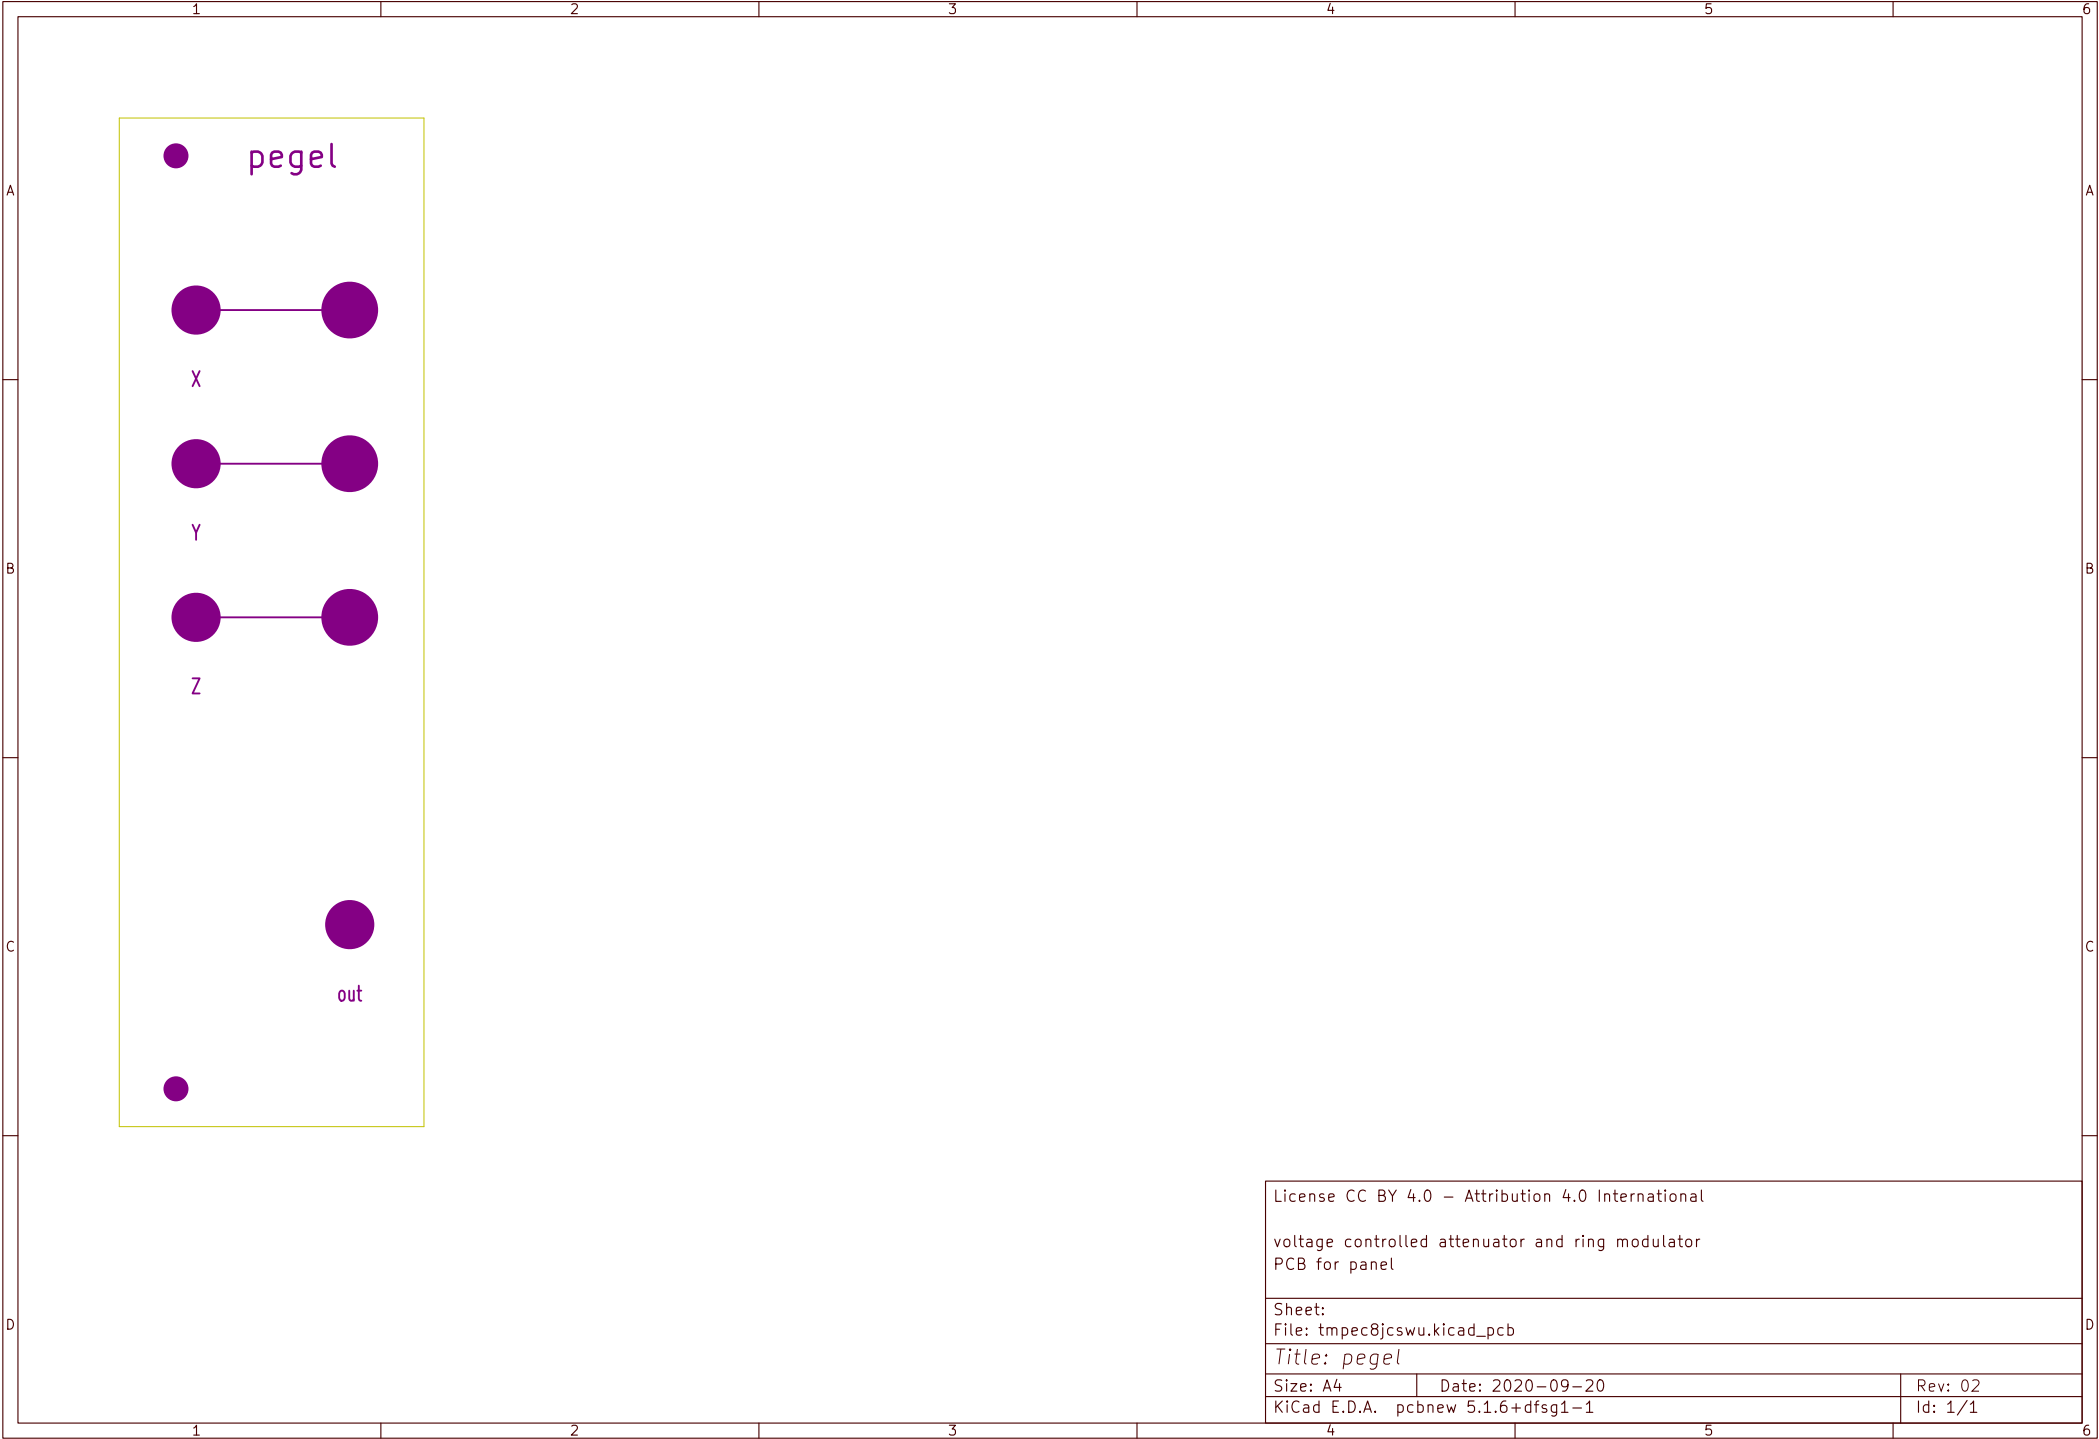 1 2 3 4 5 6
pegel
A A
X
Y
B B
Z
C C
out
License CC BY 4.0 – Attribution 4.0 International
voltage controlled attenuator and ring modulator
PCB for panel
Sheet:
D D
File: tmpec8jcswu.kicad_pcb
Title: pegel
Size: A4 Date: 2020-09-20 Rev: 02
KiCad E.D.A. pcbnew 5.1.6+dfsg1-1 Id: 1/1
1 2 3 4 5 6